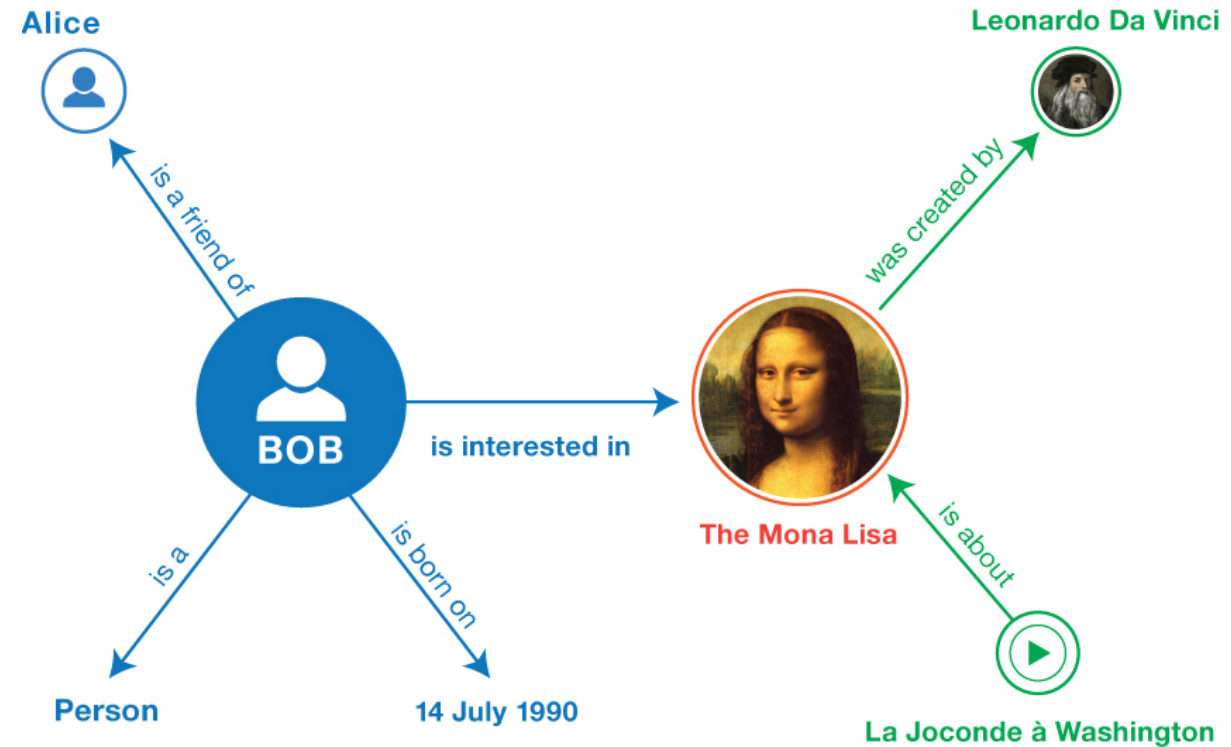 Alice
Leonardo Da Vinci
is a friend of
was created by
BOB
is interested in
The Mona Lisa
is a
is born on
is about
Person
14 July 1990
La Joconde à Washington